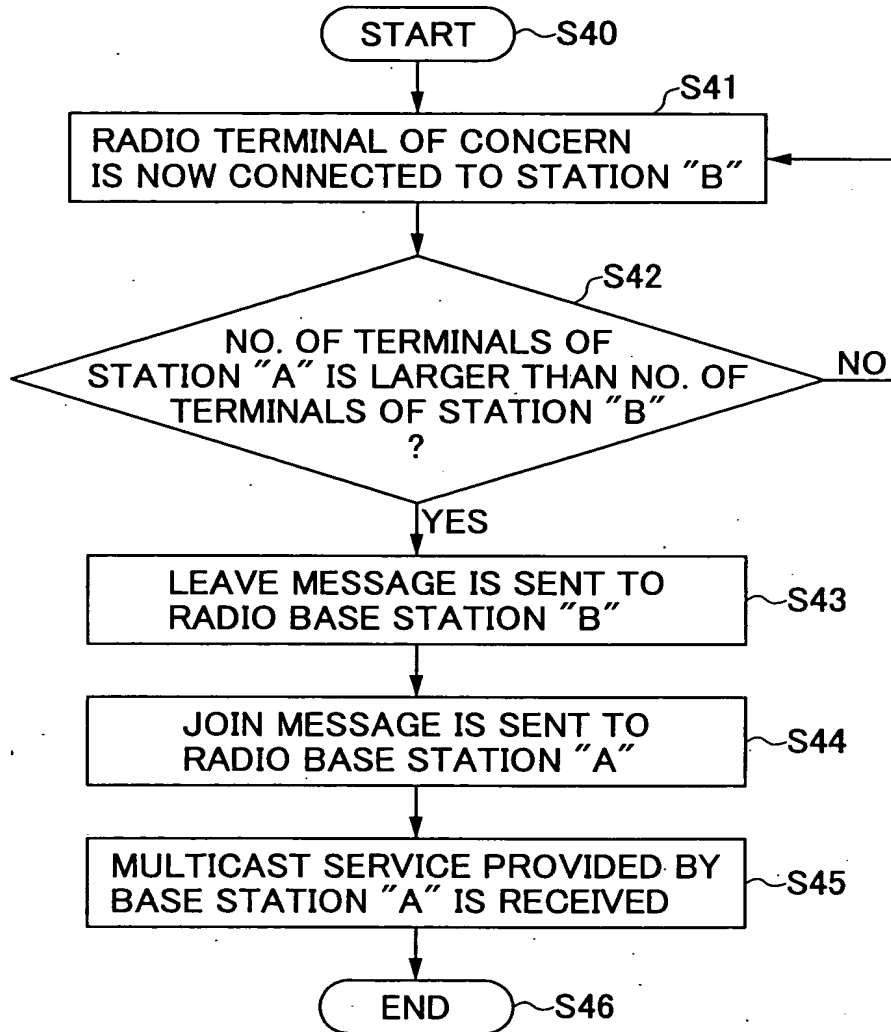 START
S40
S41
RADIO TERMINAL OF CONCERN
IS NOW CONNECTED TO STATION "B"
S42
NO. OF TERMINALS OF
STATION "A" IS LARGER THAN NO. OF
TERMINALS OF STATION "B"
?
NO
YES
LEAVE MESSAGE IS SENT TO
RADIO BASE STATION "B"
S43
JOIN MESSAGE IS SENT TO
RADIO BASE STATION "A"
S44
MULTICAST SERVICE PROVIDED BY
BASE STATION "A" IS RECEIVED
S45
END
S46